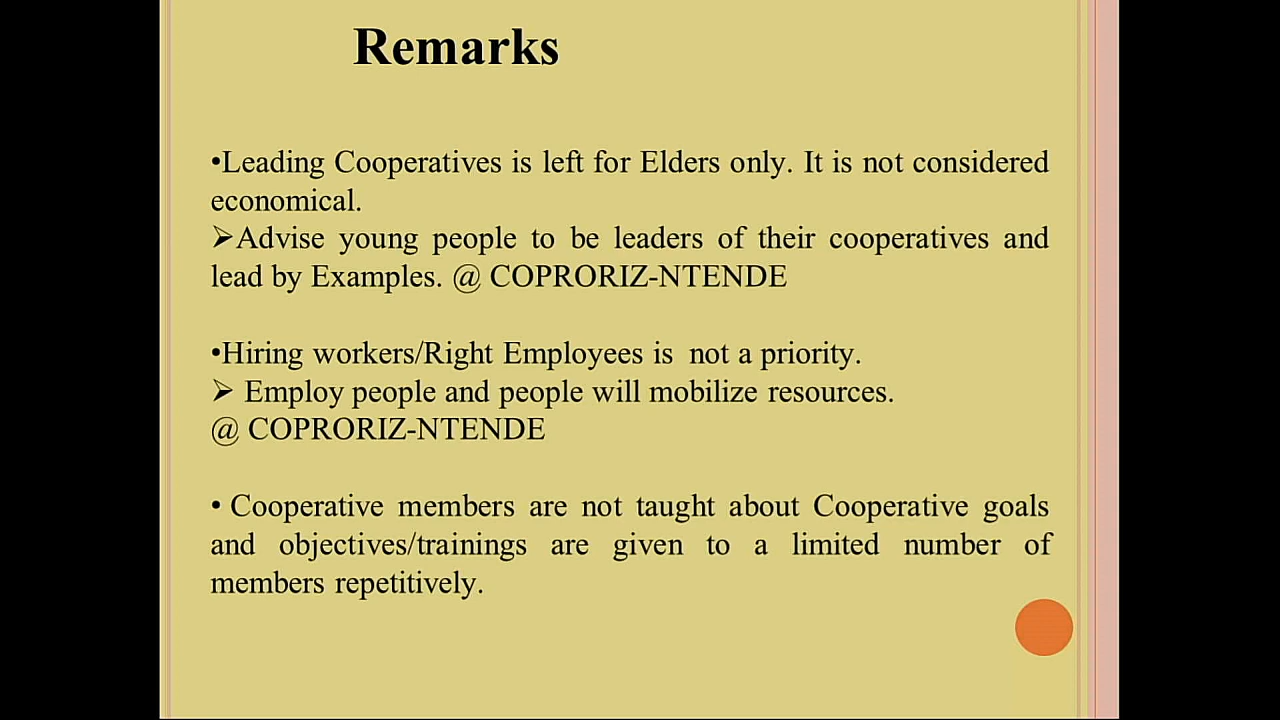 Remarks
•Leading Cooperatives is left for Elders only. It is not considered
economical.
➢Advise young people to be leaders of their cooperatives and
lead by Examples. @ COPRORIZ-NTENDE
•Hiring workers/Right Employees is not a priority.
➢ Employ people and people will mobilize resources.
@ COPRORIZ-NTENDE
• Cooperative members are not taught about Cooperative goals
and objectives/trainings are given to a limited number of
members repetitively.